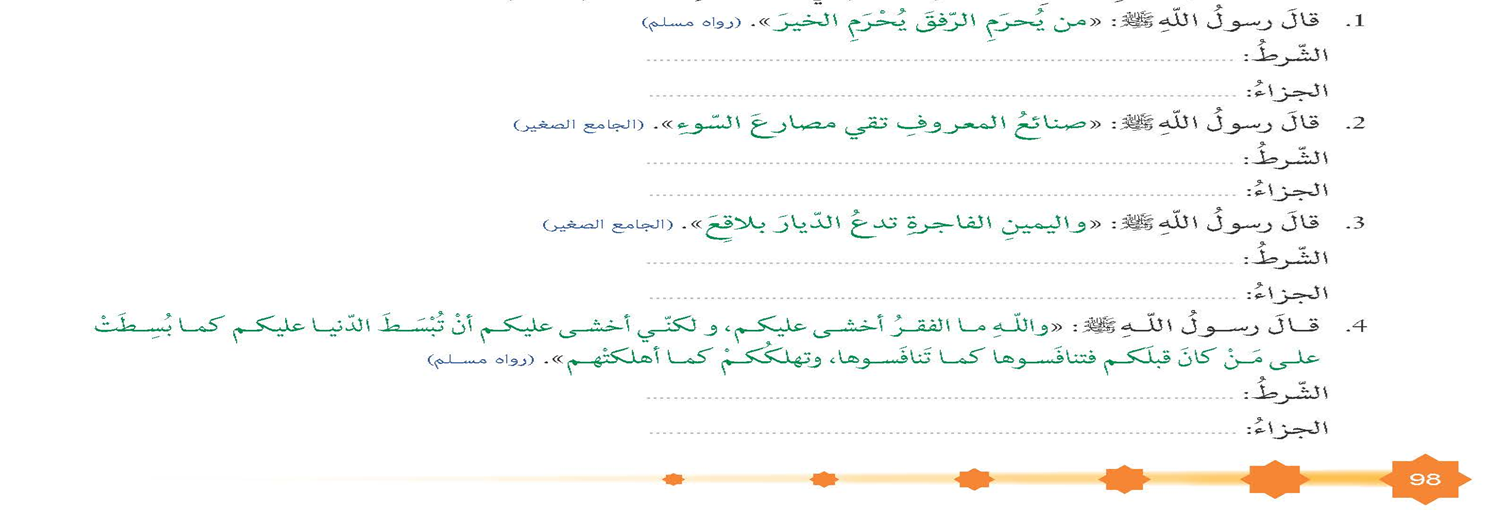 1. قالَ رسولُ اللّهِ ﷺ: «من يُحرَمِ الرّفقَ يُحْرَمِ الخيرَ». (رواه مسلم)
الشّرطُ: ........................................
الجزاءُ: ........................................
2. قالَ رسولُ اللّهِ ﷺ: «صنائعُ المعروفِ تقي مصارعَ السّوءِ». (الجامع الصغير)
الشّرطُ: ........................................
الجزاءُ: ........................................
3. قالَ رسولُ اللّهِ ﷺ: «واليمينِ الفاجرةِ تدعُ الدّيارَ بلاقِعَ». (الجامع الصغير)
الشّرطُ: ........................................
الجزاءُ: ........................................
4. قالَ رسولُ اللّهِ ﷺ: «واللّهِ ما الفقرُ أخشى عليكم، و لكنّي أخشى عليكم أنْ تُبْسَطَ الدّنيا عليكم كما بُسِطَتْ
على مَنْ كانَ قبلَكم فتنافَسوها كما تَنافَسوها، وتهلكُكمْ كما أهلكتْهم». (رواه مسلم)
الشّرطُ: ........................................
الجزاءُ: ........................................
98